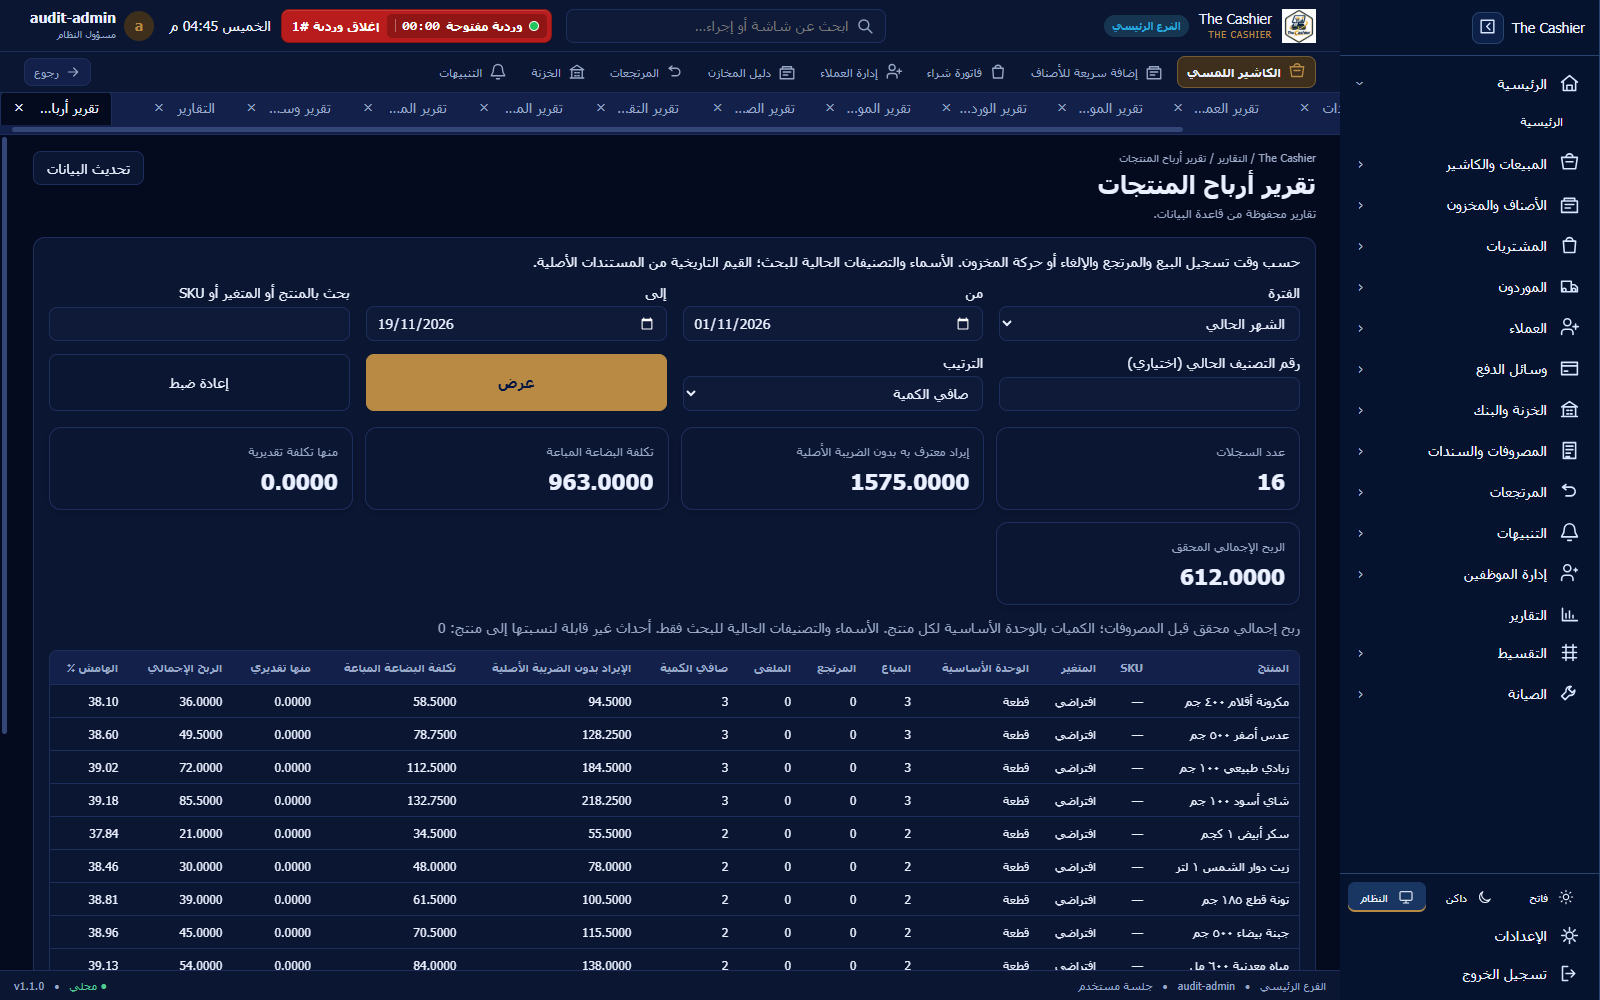 The Cashier
الرئيسية
الرئيسية
المبيعات والكاشير
الأصناف والمخزون
المشتريات
الموردون
العملاء
وسائل الدفع
الخزنة والبنك
المصروفات والسندات
المرتجعات
التنبيهات
إدارة الموظفين
التقارير
التقسيط
الصيانة
فاتح
داكن
النظام
الإعدادات
تسجيل الخروج
The Cashier
THE CASHIER
الفرع الرئيسي
ابحث عن شاشة أو إجراء...
وردية مفتوحة 00:00 | إغلاق وردية #1
الخميس 04:45 م
a
audit-admin
مسؤول النظام
الكاشير اللمسي
إضافة سريعة للأصناف
فاتورة شراء
إدارة العملاء
دليل المخازن
المرتجعات
الخزنة
التنبيهات
رجوع
دات ×
تقرير العم... ×
تقرير المو... ×
تقرير الورد... ×
تقرير المو... ×
تقرير الص... ×
تقرير التق... ×
تقرير المـ... ×
تقرير المـ... ×
تقرير وسـ... ×
التقارير ×
تقرير أربا... ×
The Cashier / التقارير / تقرير أرباح المنتجات
تقرير أرباح المنتجات
تقارير محفوظة من قاعدة البيانات.
تحديث البيانات
حسب وقت تسجيل البيع والمرتجع والإلغاء أو حركة المخزون. الأسماء والتصنيفات الحالية للبحث؛ القيم التاريخية من المستندات الأصلية.
الفترة
الشهر الحالي
من
01/11/2026
إلى
19/11/2026
بحث بالمنتج أو المتغير أو SKU
رقم التصنيف الحالي (اختياري)
الترتيب
صافي الكمية
عرض
إعادة ضبط
عدد السجلات
16
إيراد معترف به بدون الضريبة الأصلية
1575.0000
تكلفة البضاعة المباعة
963.0000
منها تكلفة تقديرية
0.0000
الربح الإجمالي المحقق
612.0000
ربح إجمالي محقق قبل المصروفات؛ الكميات بالوحدة الأساسية لكل منتج. الأسماء والتصنيفات الحالية للبحث فقط. أحداث غير قابلة لنسبتها إلى منتج: 0
المنتج SKU المتغير الوحدة الأساسية المباع المرتجع الملغى صافي الكمية الإيراد بدون الضريبة الأصلية تكلفة البضاعة المباعة منها تقديري الربح الإجمالي الهامش %
مكرونة أقلام ٤٠٠ جم — افتراضي قطعة 3 0 0 3 94.5000 58.5000 0.0000 36.0000 38.10
عدس أصفر ٥٠٠ جم — افتراضي قطعة 3 0 0 3 128.2500 78.7500 0.0000 49.5000 38.60
زبادي طبيعي ١٠٠ جم — افتراضي قطعة 3 0 0 3 184.5000 112.5000 0.0000 72.0000 39.02
شاي أسود ١٠٠ جم — افتراضي قطعة 3 0 0 3 218.2500 132.7500 0.0000 85.5000 39.18
سكر أبيض ١ كجم — افتراضي قطعة 2 0 0 2 55.5000 34.5000 0.0000 21.0000 37.84
زيت دوار الشمس ١ لتر — افتراضي قطعة 2 0 0 2 78.0000 48.0000 0.0000 30.0000 38.46
تونة قطع ١٨٥ جم — افتراضي قطعة 2 0 0 2 100.5000 61.5000 0.0000 39.0000 38.81
جبنة بيضاء ٥٠٠ جم — افتراضي قطعة 2 0 0 2 115.5000 70.5000 0.0000 45.0000 38.96
مياه معدنية ٦٠٠ مل — افتراضي قطعة 2 0 0 2 138.0000 84.0000 0.0000 54.0000 39.13
الفرع الرئيسي • audit-admin • جلسة مستخدم
محلي • v1.1.0